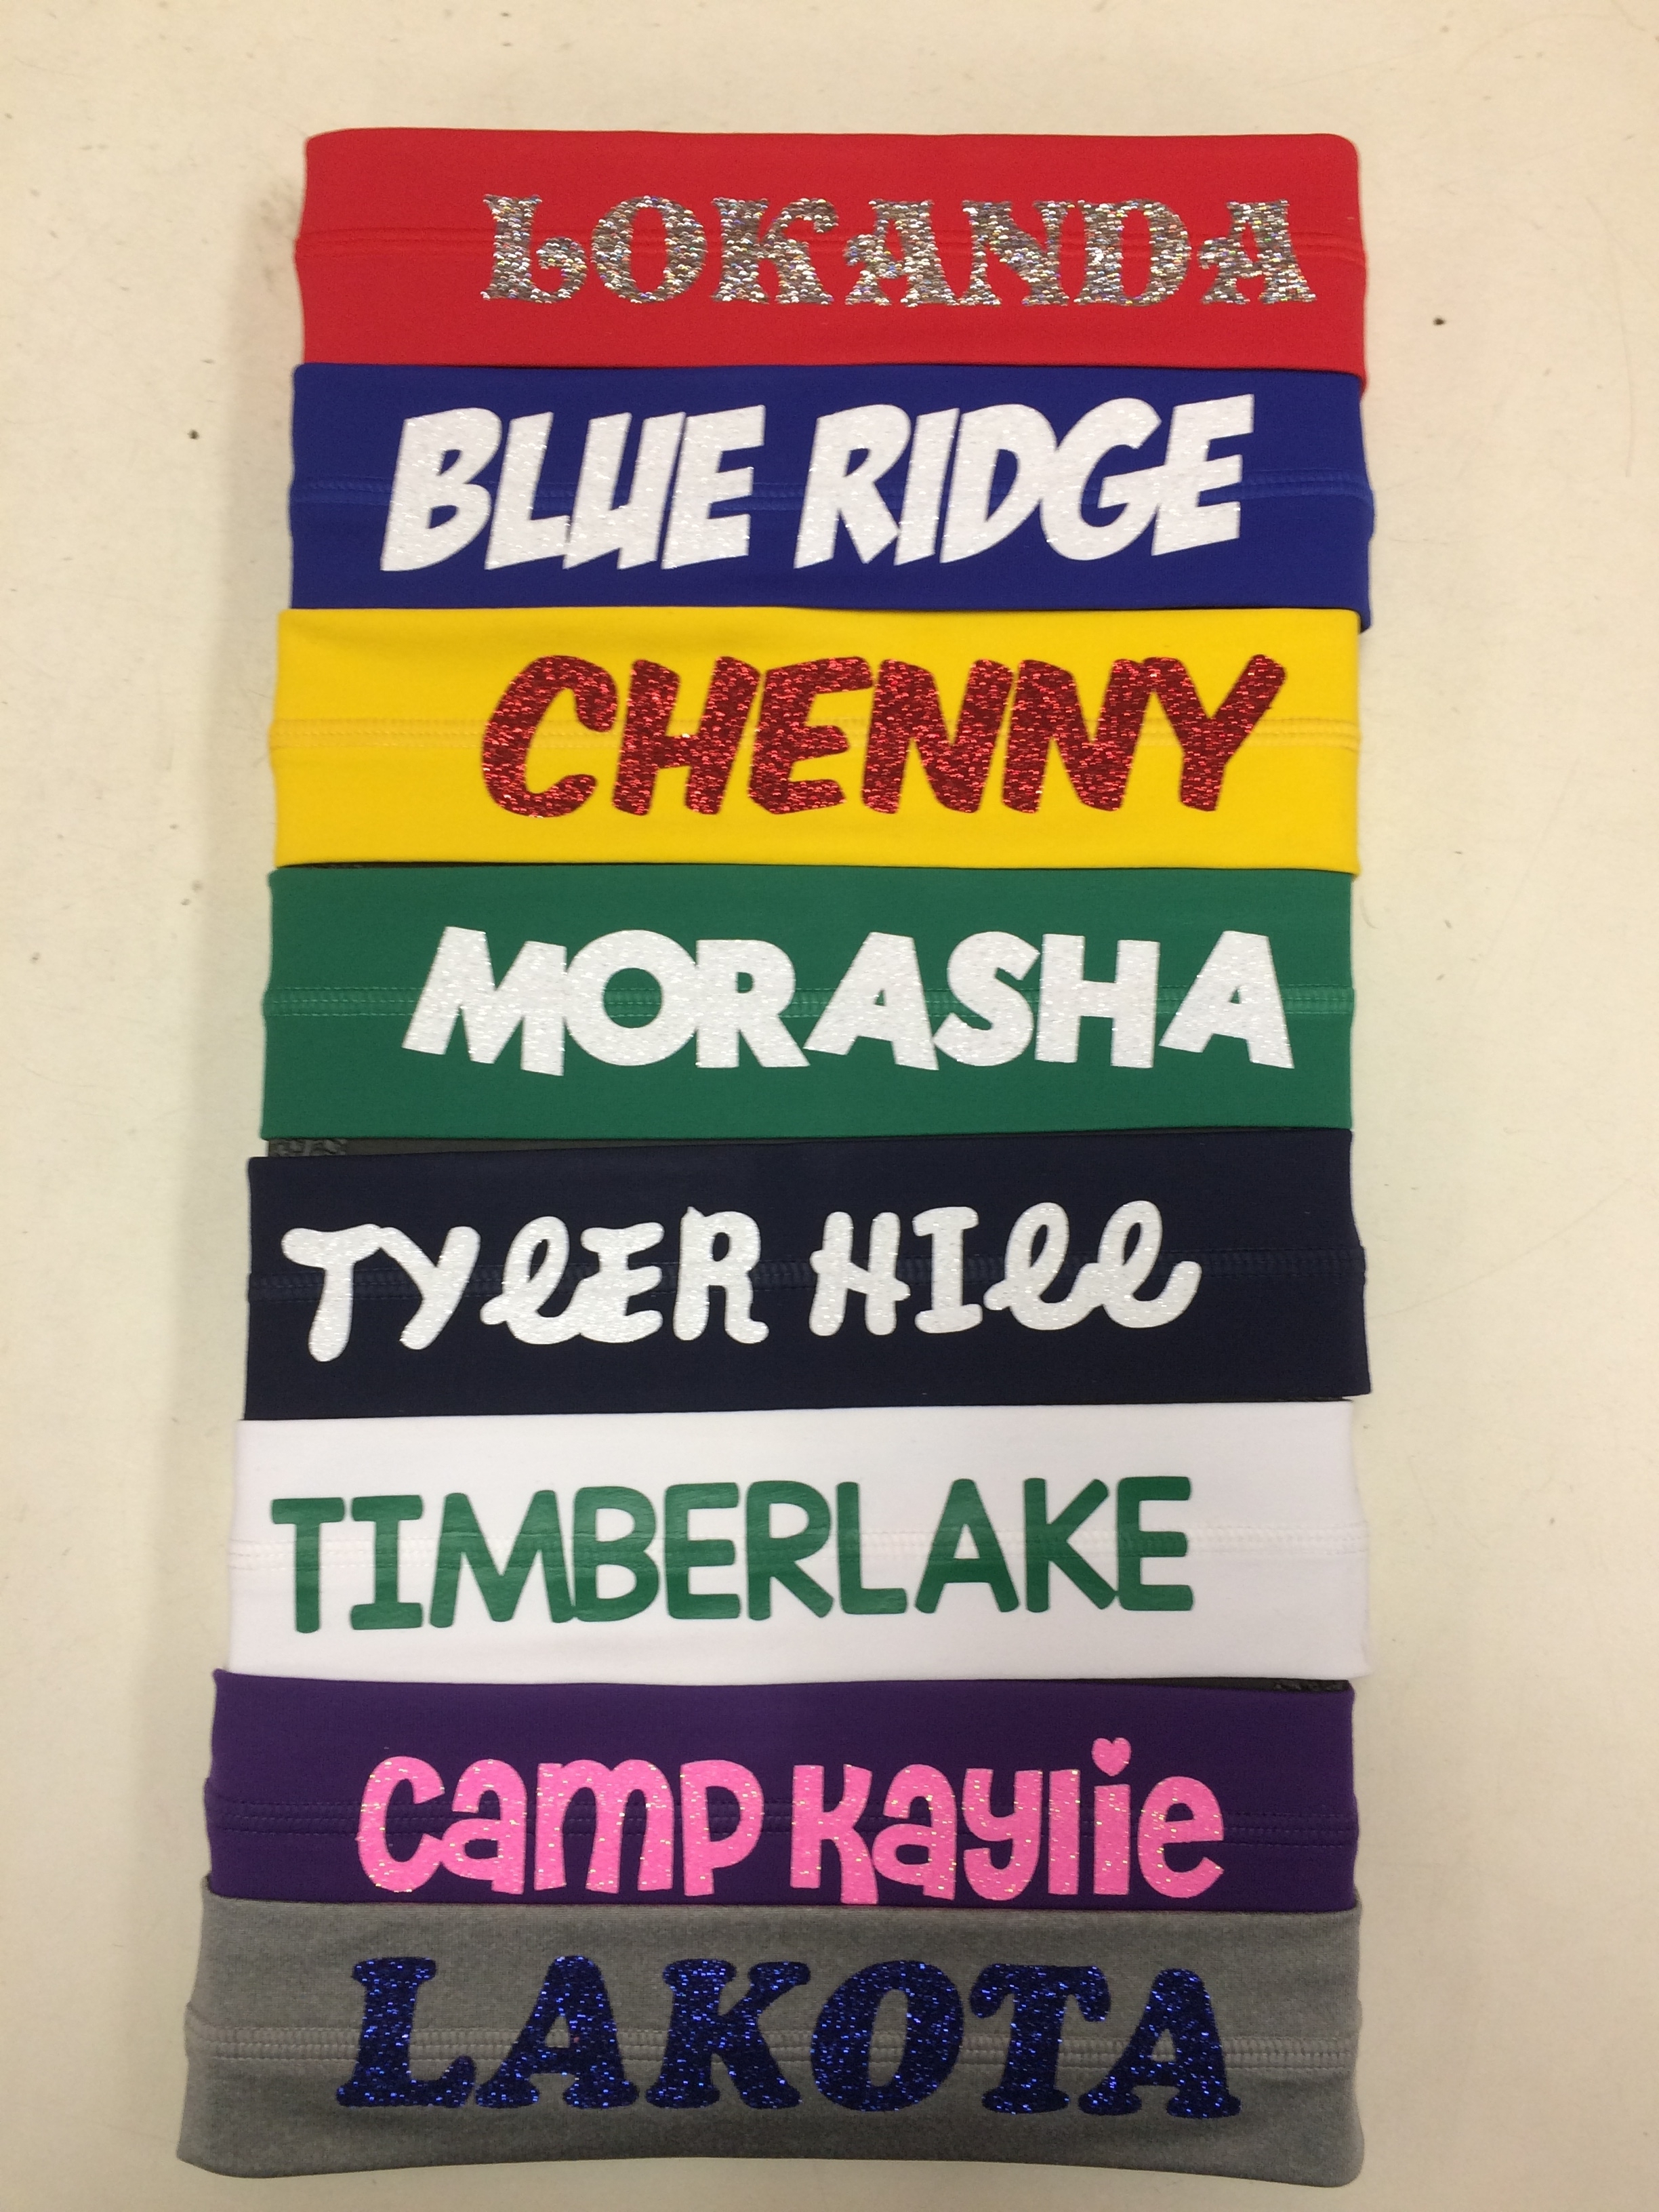 LOKANDA
BLUE RIDGE
CHENNY
MORASHA
TYlER HIll
TIMBERLAKE
camp Kaylie
LAKOTA